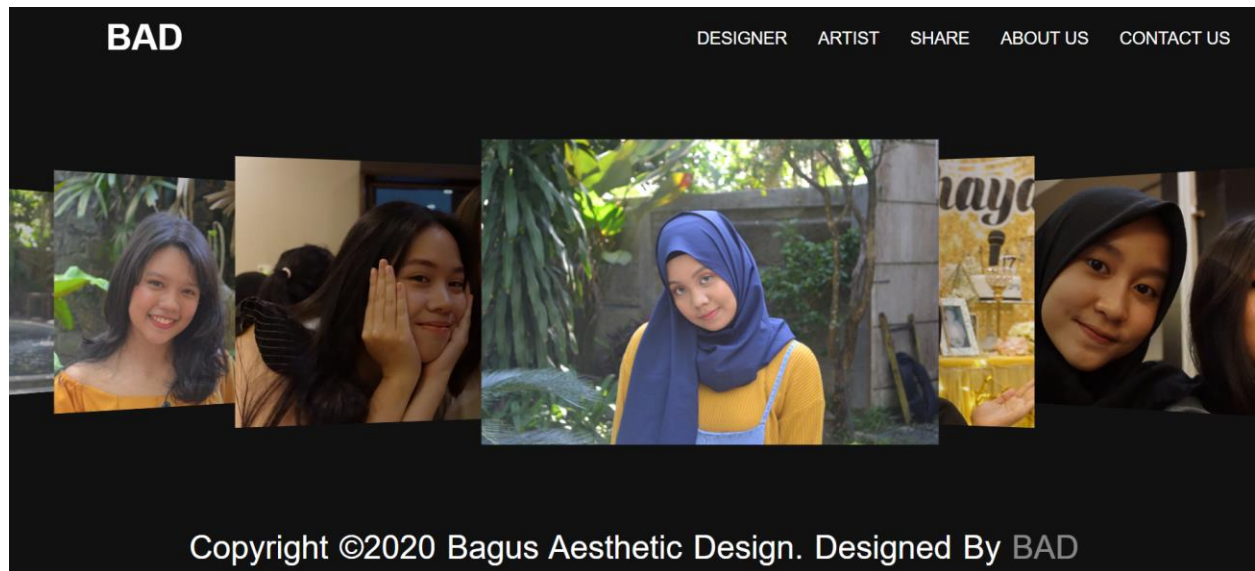 BAD
DESIGNER ARTIST SHARE ABOUT US CONTACT US
Copyright ©2020 Bagus Aesthetic Design. Designed By BAD